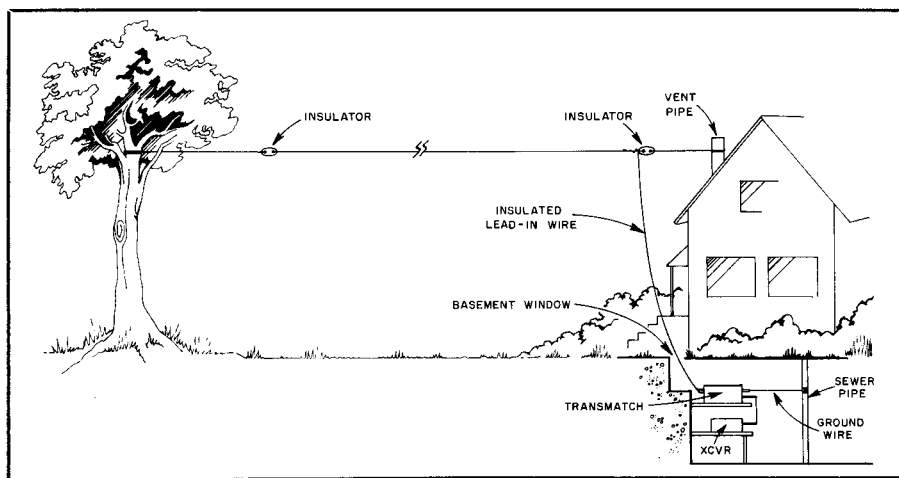 INSULATOR
INSULATOR
VENT
PIPE
INSULATED
LEAD-IN WIRE
BASEMENT WINDOW
TRANSMATCH
XCVR
SEWER
PIPE
GROUND
WIRE